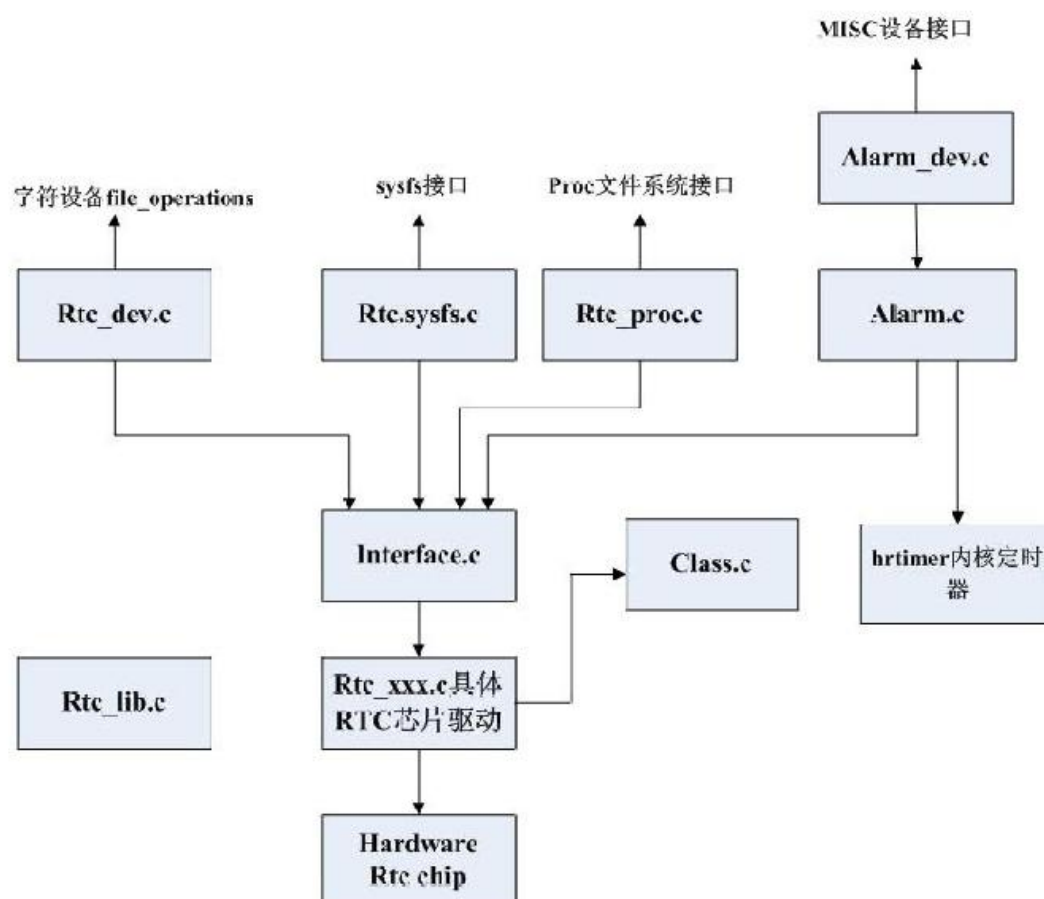 MISC设备接口
Alarm_dev.c
字符设备file_operations
sysfs接口
Proc文件系统接口
Rtc_dev.c
Rtc.sysfs.c
Rtc_proc.c
Alarm.c
Interface.c
Class.c
hrtimer内核定时
器
Rtc_lib.c
Rtc_xxx.c具体
RTC芯片驱动
Hardware
Rtc chip